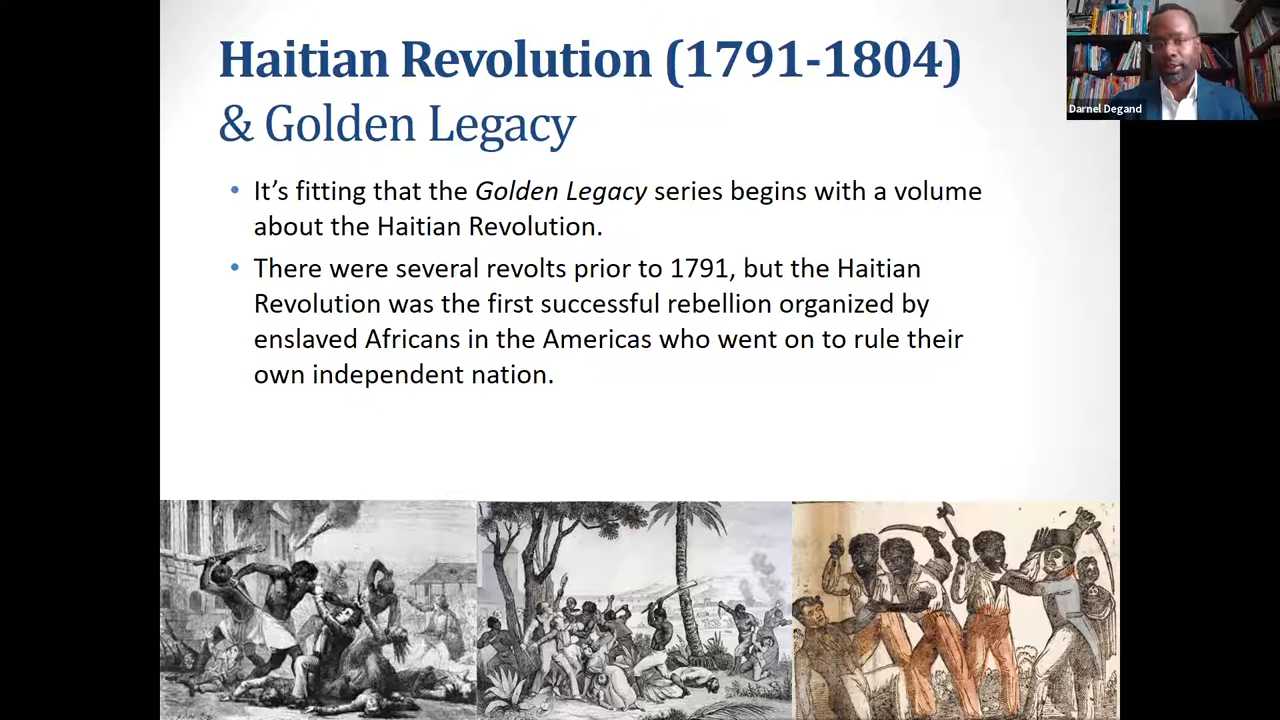 Haitian Revolution (1791-1804)
& Golden Legacy
Darnel Degand
• It’s fitting that the Golden Legacy series begins with a volume
about the Haitian Revolution.
• There were several revolts prior to 1791, but the Haitian
Revolution was the first successful rebellion organized by
enslaved Africans in the Americas who went on to rule their
own independent nation.